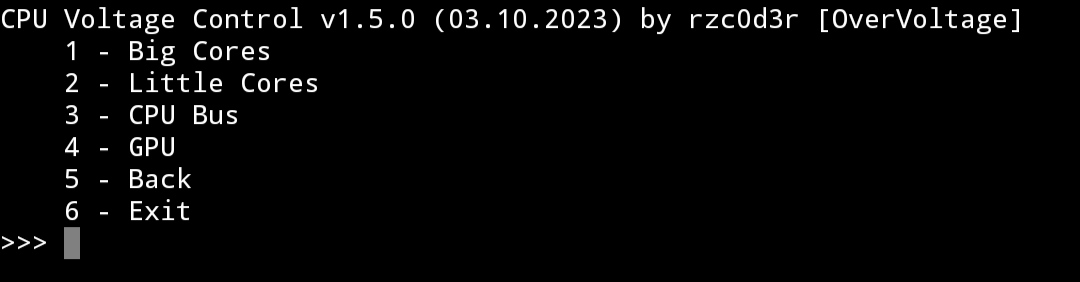 CPU Voltage Control v1.5.0 (03.10.2023) by rzc0d3r [OverVoltage]
1 - Big Cores
2 - Little Cores
3 - CPU Bus
4 - GPU
5 - Back
6 - Exit
>>>